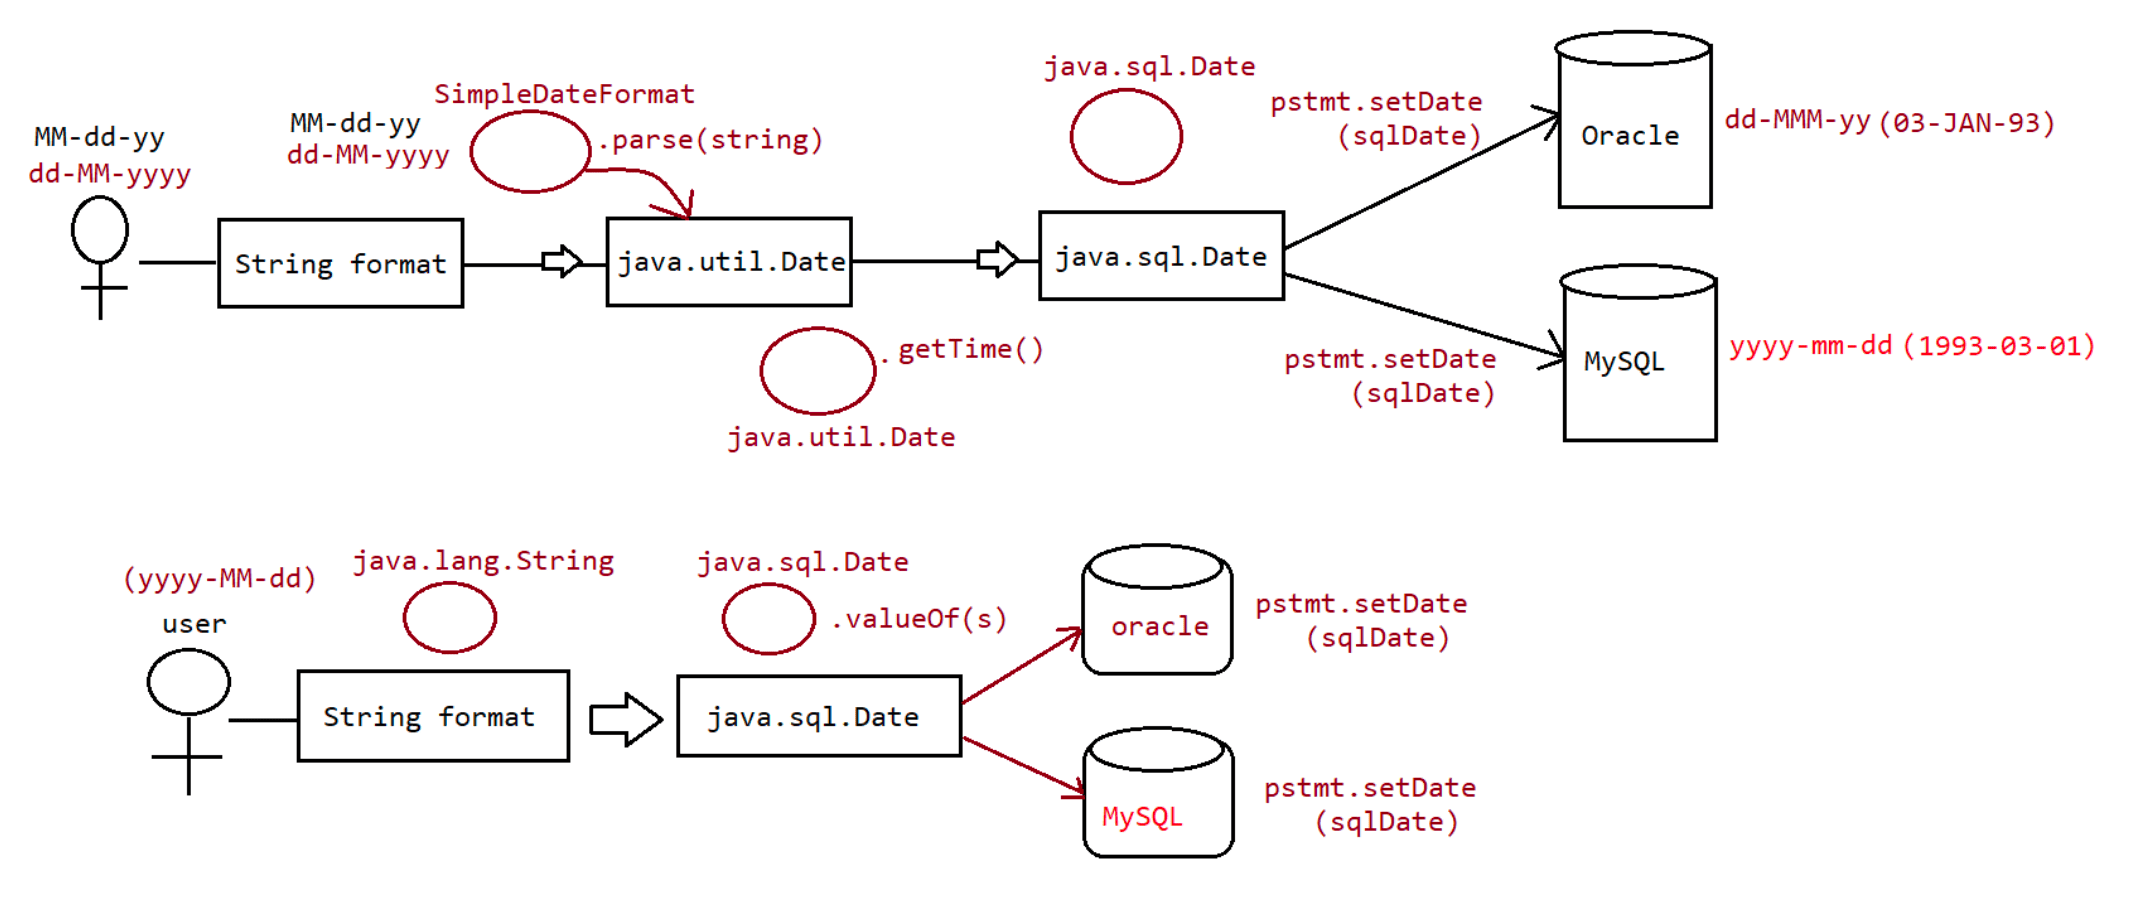 MM-dd-yy
dd-MM-yyyy
MM-dd-yy
dd-MM-yyyy
SimpleDateFormat
.parse(string)
java.sql.Date
pstmt.setDate
(sqlDate)
Oracle
dd-MMM-yy (03-JAN-93)
String format
java.util.Date
java.sql.Date
.getTime()
java.util.Date
pstmt.setDate
(sqlDate)
MySQL
yyyy-mm-dd (1993-03-01)
(yyyy-MM-dd)
user
java.lang.String
java.sql.Date
.valueOf(s)
String format
java.sql.Date
oracle
pstmt.setDate
(sqlDate)
MySQL
pstmt.setDate
(sqlDate)